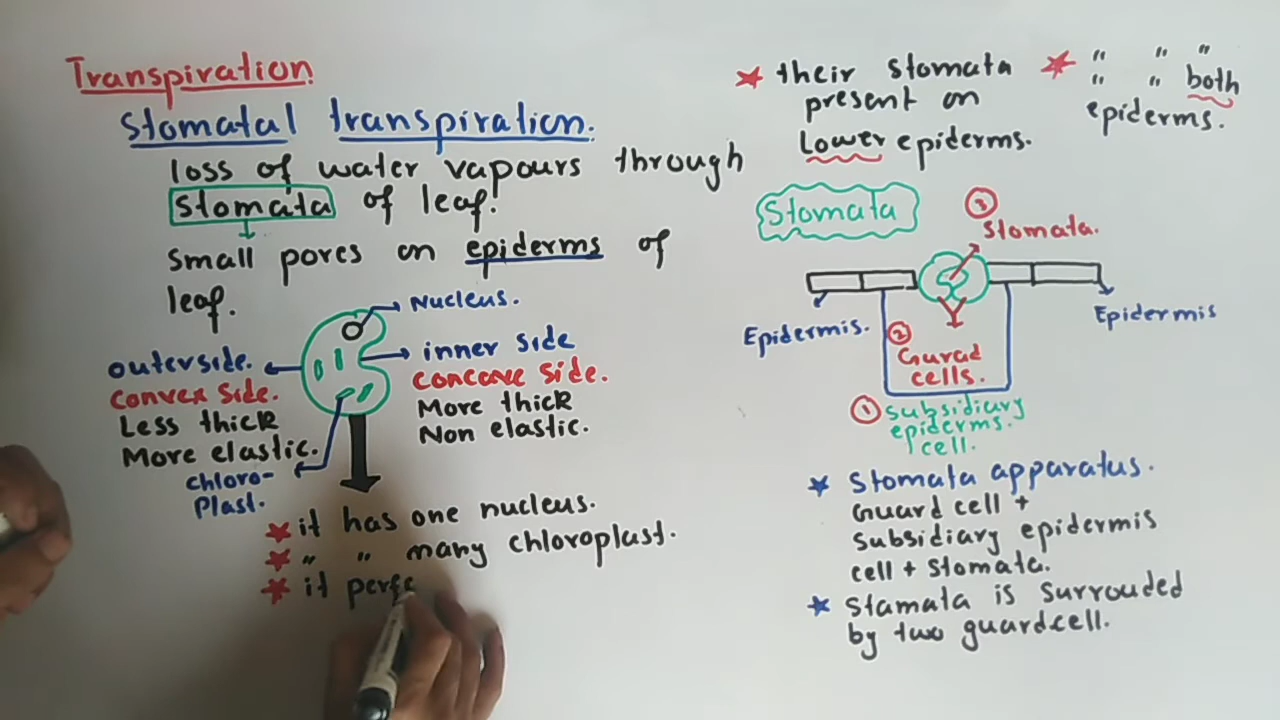 Transpiration
Stomatal transpiration.
loss of water vapours through
Stomata of leaf.
Small pores on epiderms of
leaf.
Nucleus.
outerside.
convex side.
Less thick
More elastic.
chloro-
Plast.
inner side
concave side.
More thick
Non elastic.
★ it has one nucleus.
★ " " many chloroplast.
★ it perfo
★ their stomata
present on
Lower epiderms.
★ " " "
" " both
epiderms.
Stomata
③
Stomata.
Epidermis.
Epidermis
②
Gurad
cells.
① subsidiary
epiderms.
cell.
★ Stomata apparatus.
Guard cell +
Subsidiary epidermis
cell + stomata.
★ Stamata is surrouded
by two guardcell.